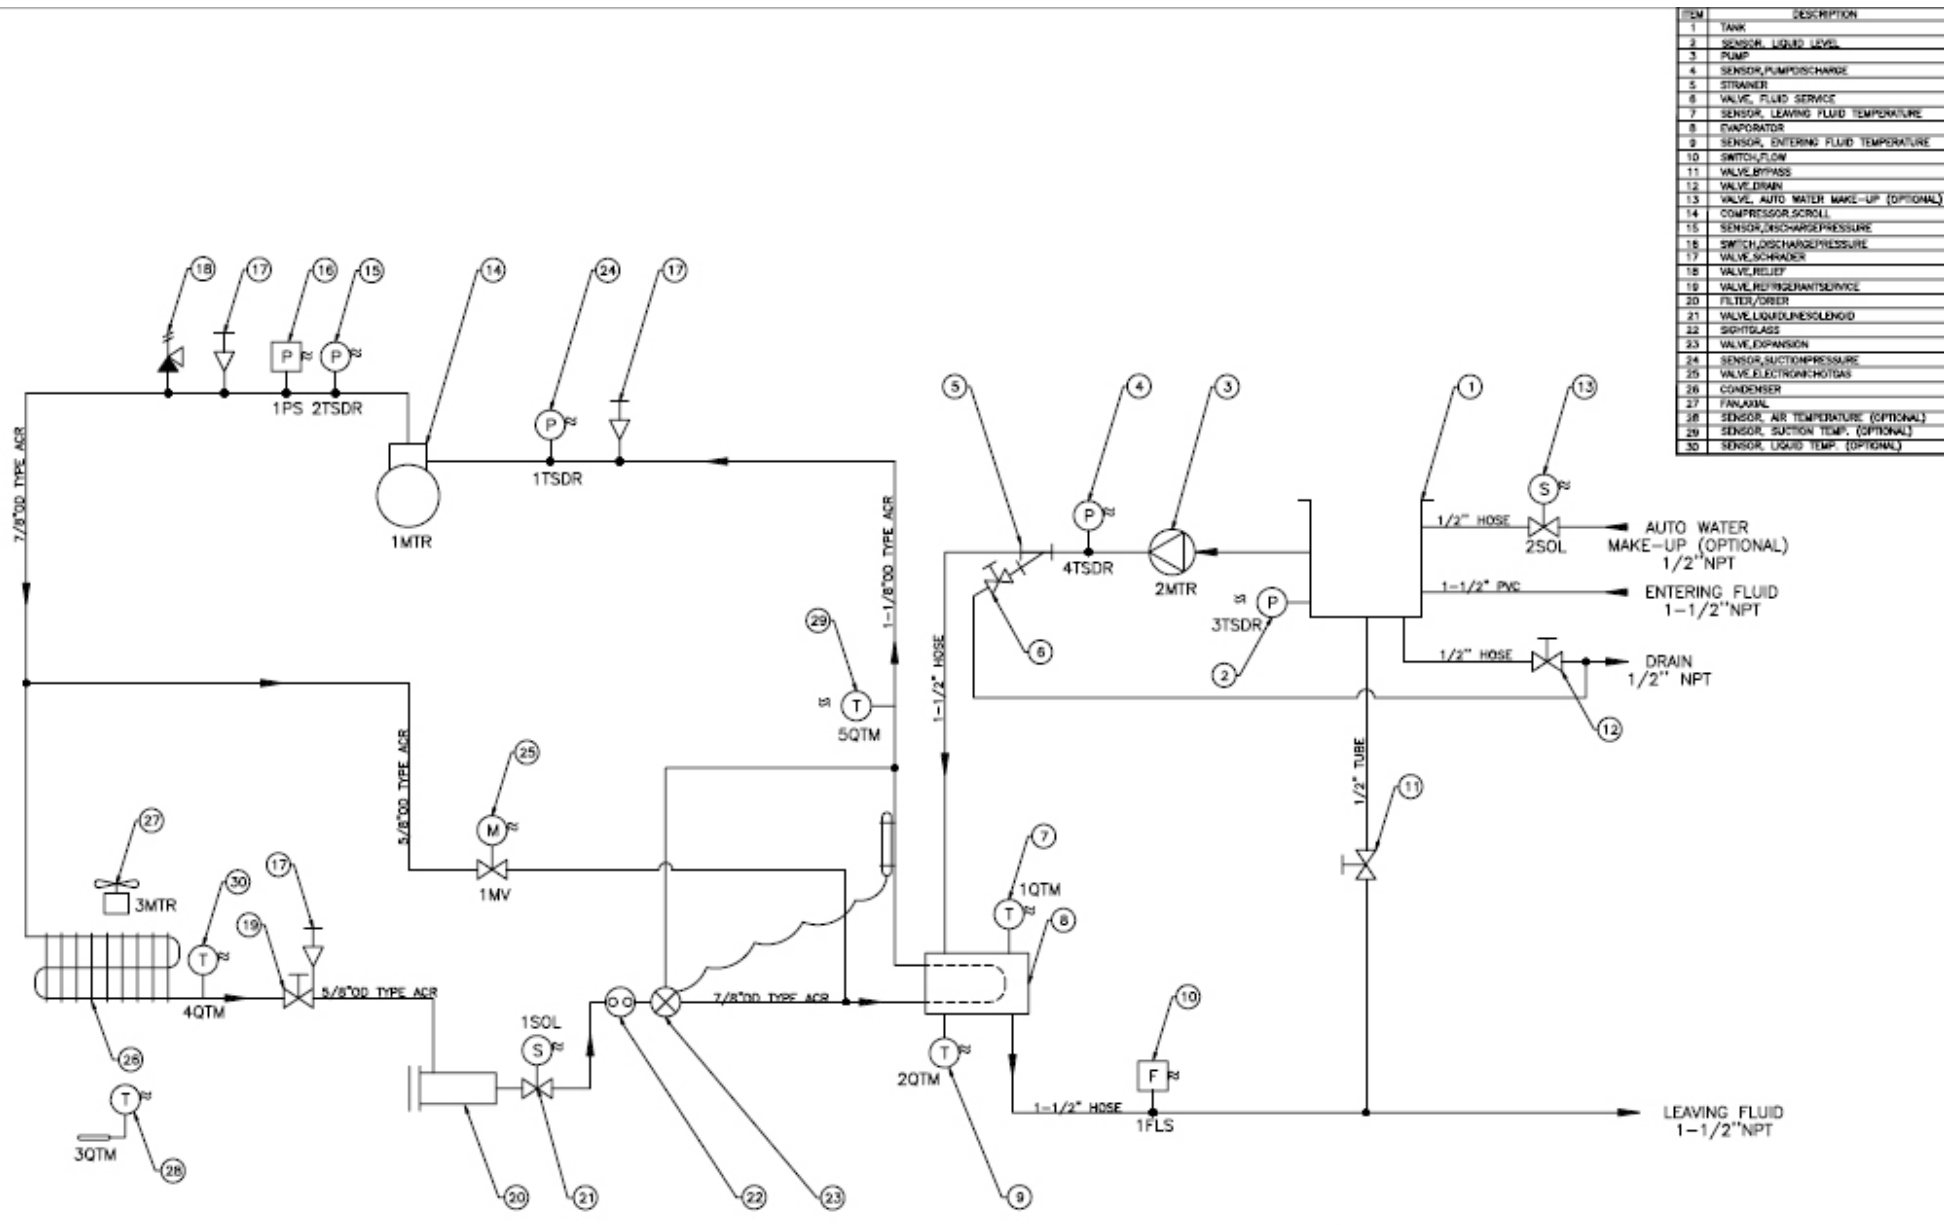 ITEM DESCRIPTION
1 TANK
2 SENSOR, LIQUID LEVEL
3 PUMP
4 SENSOR,PUMPDISCHARGE
5 STRAINER
6 VALVE, FLUID SERVICE
7 SENSOR, LEAVING FLUID TEMPERATURE
8 EVAPORATOR
9 SENSOR, ENTERING FLUID TEMPERATURE
10 SWITCH,FLOW
11 VALVE,BYPASS
12 VALVE,DRAIN
13 VALVE, AUTO WATER MAKE-UP (OPTIONAL)
14 COMPRESSOR,SCROLL
15 SENSOR,DISCHARGEPRESSURE
16 SWITCH,DISCHARGEPRESSURE
17 VALVE,SCHRADER
18 VALVE,RELIEF
19 VALVE,REFRIGERANTSERVICE
20 FILTER/DRIER
21 VALVE,LIQUIDLINESOLENOID
22 SIGHTGLASS
23 VALVE,EXPANSION
24 SENSOR,SUCTIONPRESSURE
25 VALVE,ELECTRONICHOTGAS
26 CONDENSER
27 FAN,AXIAL
28 SENSOR, AIR TEMPERATURE (OPTIONAL)
29 SENSOR, SUCTION TEMP. (OPTIONAL)
30 SENSOR, LIQUID TEMP. (OPTIONAL)
18 17 16 15 14 24 17
P P
1PS 2TSDR
P
1TSDR
1MTR
7/8"OD TYPE ACR
1-1/8"OD TYPE ACR
5 4 3 1 13
P
4TSDR
2MTR
S
2SOL
1/2" HOSE
AUTO WATER
MAKE-UP (OPTIONAL)
1/2"NPT
1-1/2" PVC
ENTERING FLUID
1-1/2"NPT
P
3TSDR
2
6
1/2" HOSE
DRAIN
1/2" NPT
12
1-1/2" HOSE
29
T
5QTM
25
M
1MV
5/8"OD TYPE ACR
1/2" TUBE
11
27
3MTR
30
T
4QTM
17
19
5/8"OD TYPE ACR
26
T
3QTM
28
1SOL
S
20 21 22 23
7/8"OD TYPE ACR
7
1QTM
T
8
T
2QTM
9
10
F
1FLS
1-1/2" HOSE
LEAVING FLUID
1-1/2"NPT